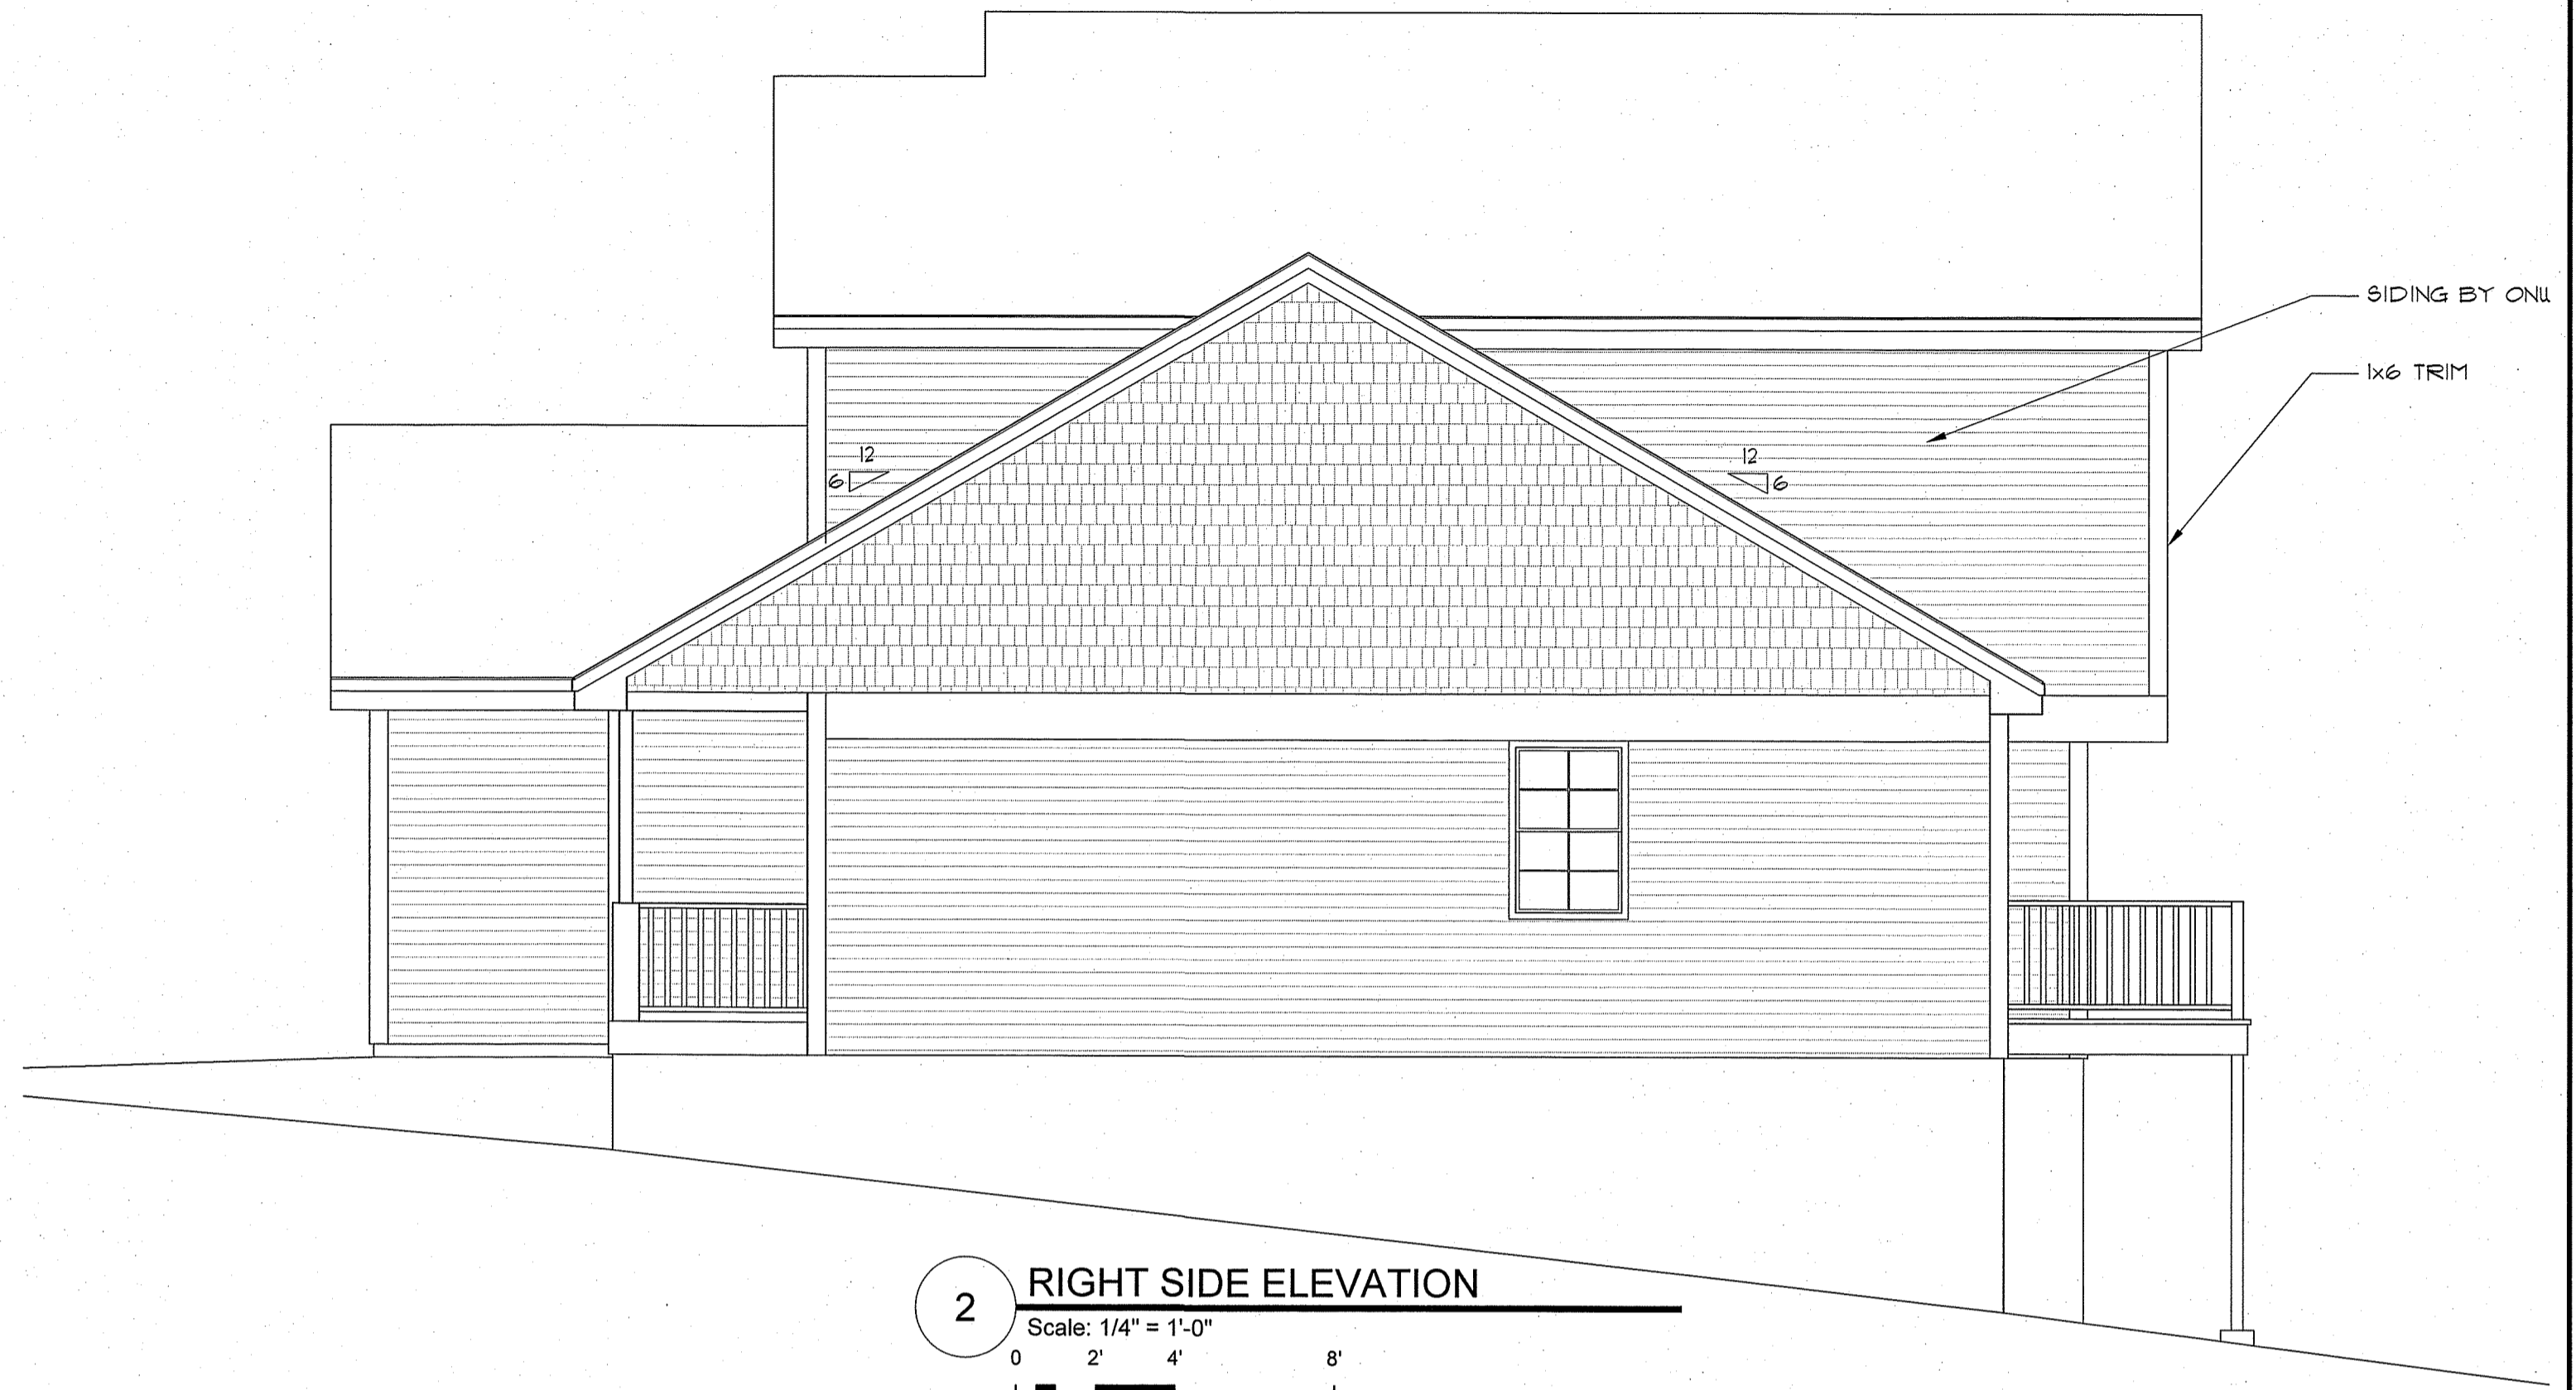 SIDING BY
1x6 TRIM
12
6
12
6
2
RIGHT SIDE ELEVATION
Scale: 1/4" = 1'-0"
0 2' 4' 8'